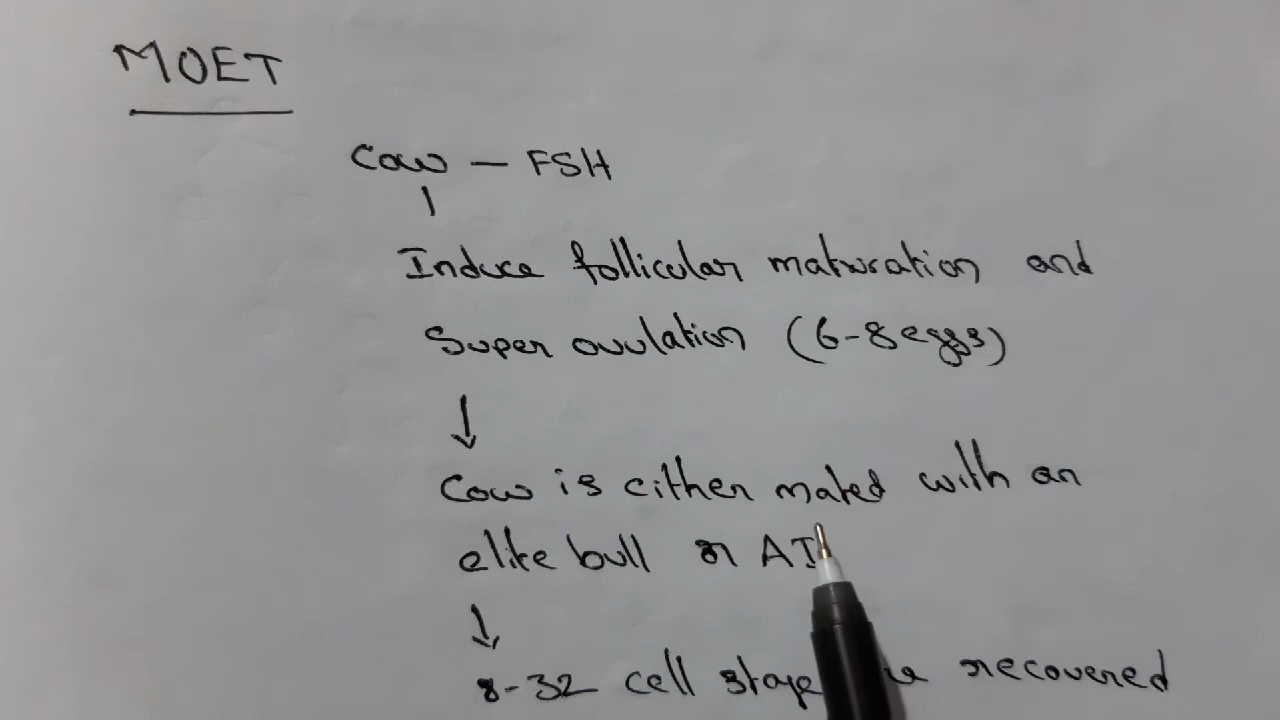 MOET
Cow - FSH
Induce follicular maturation and
Super ovulation (6-8 eggs)
Cow is either mated with an
elite bull or AI
8-32 cell stage recovered